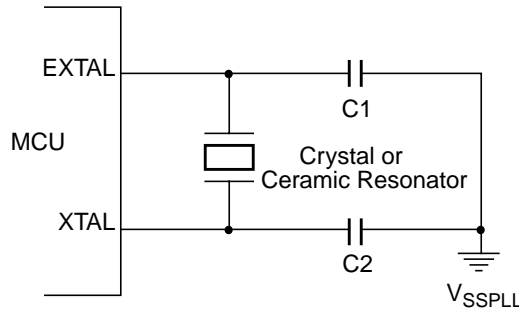 EXTAL
C1
MCU
Crystal or
Ceramic Resonator
XTAL
C2
VSSPLL